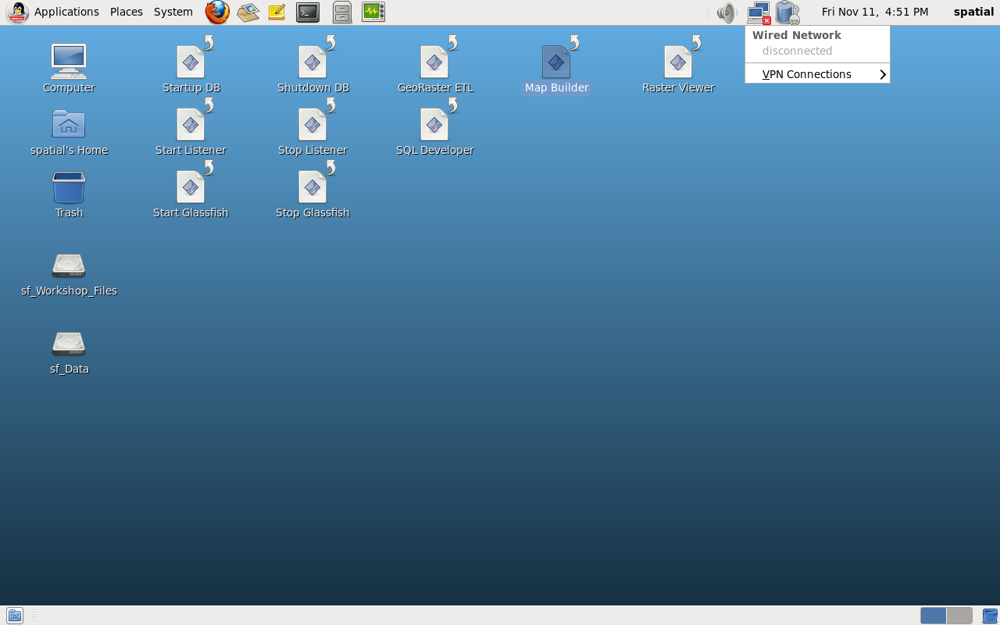 Applications Places System Fri Nov 11, 4:51 PM spatial
Wired Network
disconnected
VPN Connections
Computer Startup DB Shutdown DB GeoRaster ETL Map Builder Raster Viewer
spatial's Home Start Listener Stop Listener SQL Developer
Trash Start Glassfish Stop Glassfish
sf_Workshop_Files
sf_Data